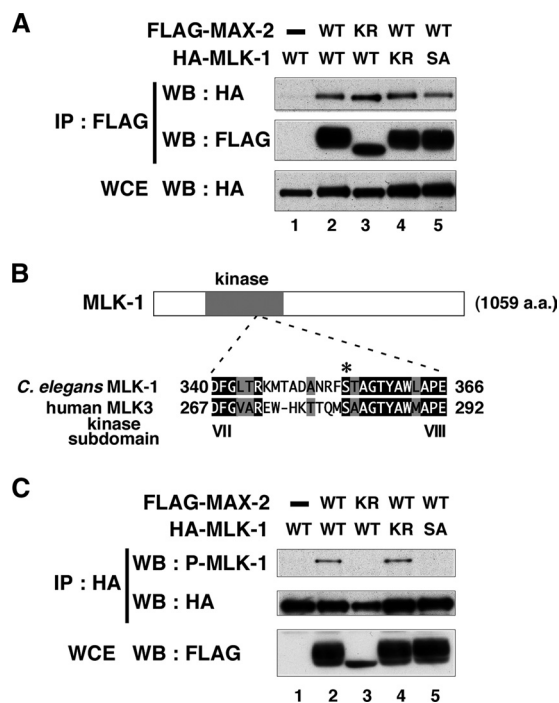 A
FLAG-MAX-2 – WT KR WT WT
HA-MLK-1 WT WT WT KR SA
IP : FLAG
WB : HA
WB : FLAG
WCE WB : HA
1 2 3 4 5
B
kinase
MLK-1 (1059 a.a.)
*
C. elegans MLK-1 340 DFGLTRKMTADANRFSTAGTYAWLAPE 366
human MLK3 267 DFGVAREW-HKTTQMSAAGTYAWMAPE 292
kinase
subdomain
VII VIII
C
FLAG-MAX-2 – WT KR WT WT
HA-MLK-1 WT WT WT KR SA
IP : HA
WB : P-MLK-1
WB : HA
WCE WB : FLAG
1 2 3 4 5